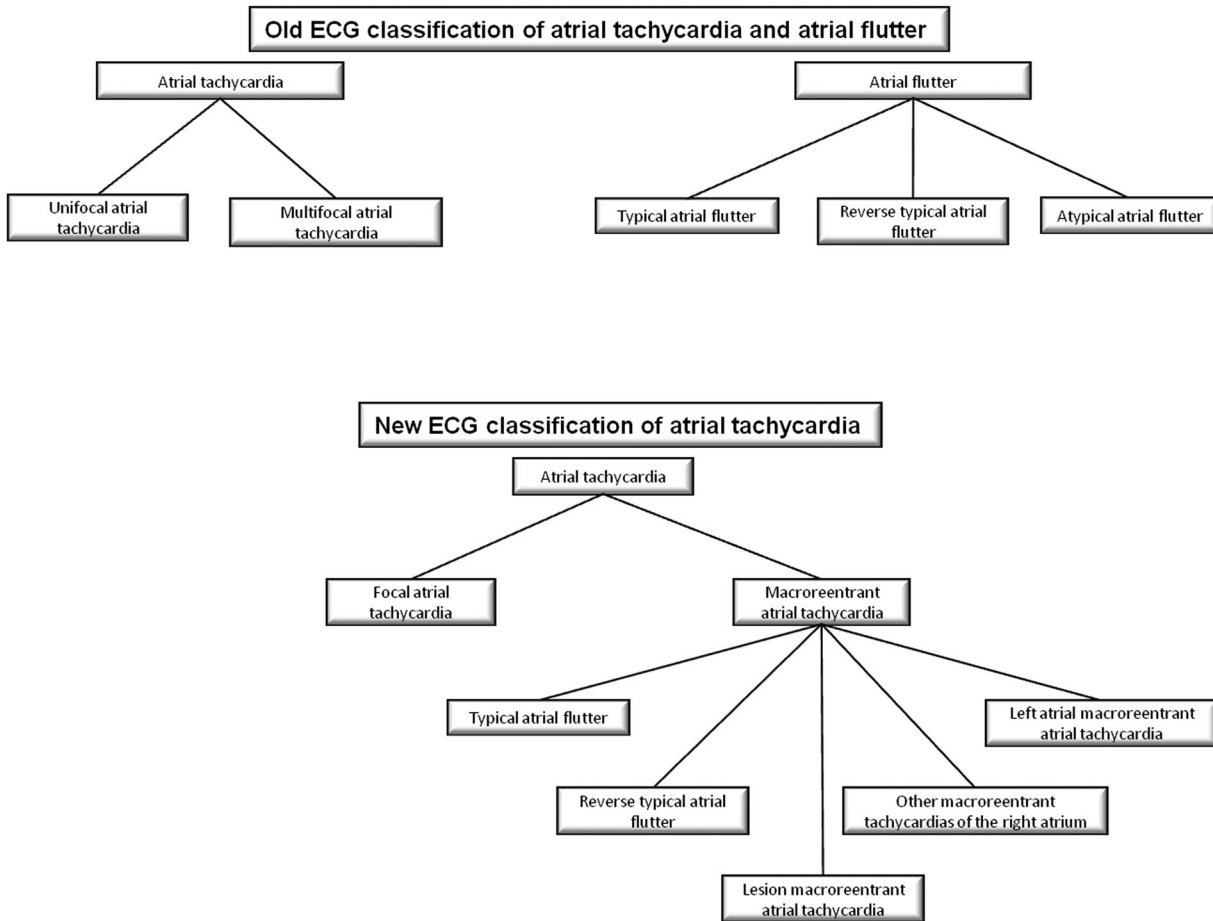 Old ECG classification of atrial tachycardia and atrial flutter
Atrial tachycardia
Atrial flutter
Unifocal atrial
tachycardia
Multifocal atrial
tachycardia
Typical atrial flutter
Reverse typical atrial
flutter
Atypical atrial flutter
New ECG classification of atrial tachycardia
Atrial tachycardia
Focal atrial
tachycardia
Macroreentrant
atrial tachycardia
Typical atrial flutter
Left atrial macroreentrant
atrial tachycardia
Reverse typical atrial
flutter
Other macroreentrant
tachycardias of the right atrium
Lesion macroreentrant
atrial tachycardia